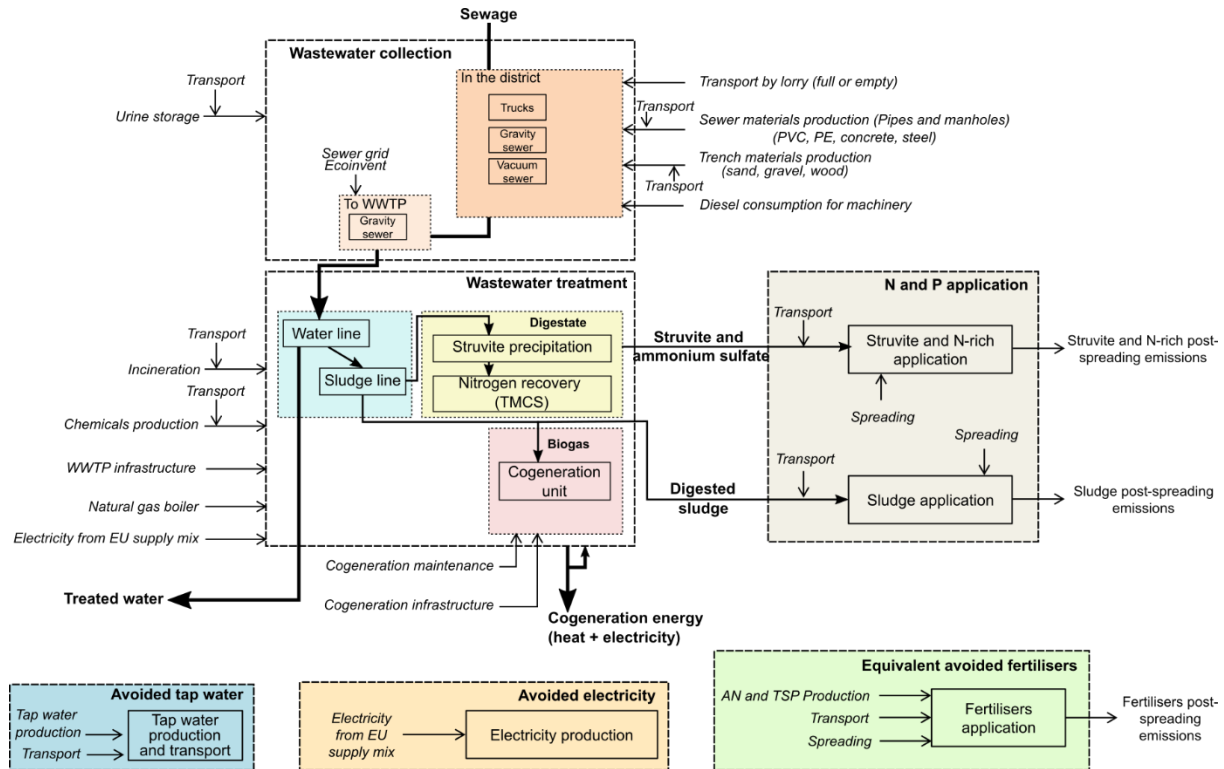 Sewage
Wastewater collection
In the district
Trucks
Gravity
sewer
Vacuum
sewer
Transport
Urine storage
Transport by lorry (full or empty)
Transport
Sewer materials production (Pipes and manholes)
(PVC, PE, concrete, steel)
Trench materials production
(sand, gravel, wood)
Transport
Diesel consumption for machinery
Sewer grid
Ecoinvent
To WWTP
Gravity
sewer
Wastewater treatment
Water line
Sludge line
Digestate
Struvite precipitation
Nitrogen recovery
(TMCS)
Biogas
Cogeneration
unit
Transport
Incineration
Transport
Chemicals production
WWTP infrastructure
Natural gas boiler
Electricity from EU supply mix
Treated water
Cogeneration maintenance
Cogeneration infrastructure
Cogeneration energy
(heat + electricity)
Struvite and
ammonium sulfate
Digested
sludge
N and P application
Transport
Struvite and N-rich
application
Spreading
Struvite and N-rich post-
spreading emissions
Spreading
Transport
Sludge application
Sludge post-spreading
emissions
Avoided tap water
Tap water
production
Transport
Tap water
production
and transport
Avoided electricity
Electricity
from EU
supply mix
Electricity production
Equivalent avoided fertilisers
AN and TSP Production
Transport
Spreading
Fertilisers
application
Fertilisers post-
spreading
emissions